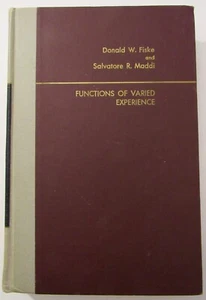 Donald W. Fiske
and
Salvatore R. Maddi
FUNCTIONS OF VARIED
EXPERIENCE